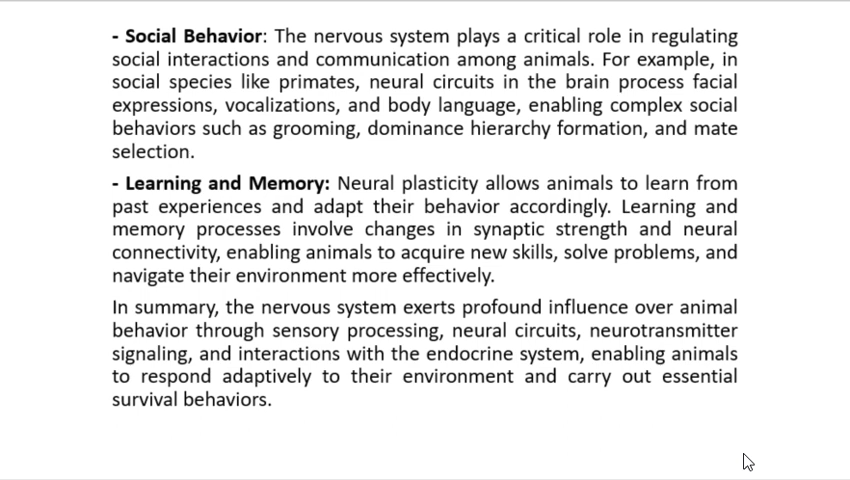 - Social Behavior: The nervous system plays a critical role in regulating
social interactions and communication among animals. For example, in
social species like primates, neural circuits in the brain process facial
expressions, vocalizations, and body language, enabling complex social
behaviors such as grooming, dominance hierarchy formation, and mate
selection.
- Learning and Memory: Neural plasticity allows animals to learn from
past experiences and adapt their behavior accordingly. Learning and
memory processes involve changes in synaptic strength and neural
connectivity, enabling animals to acquire new skills, solve problems, and
navigate their environment more effectively.
In summary, the nervous system exerts profound influence over animal
behavior through sensory processing, neural circuits, neurotransmitter
signaling, and interactions with the endocrine system, enabling animals
to respond adaptively to their environment and carry out essential
survival behaviors.